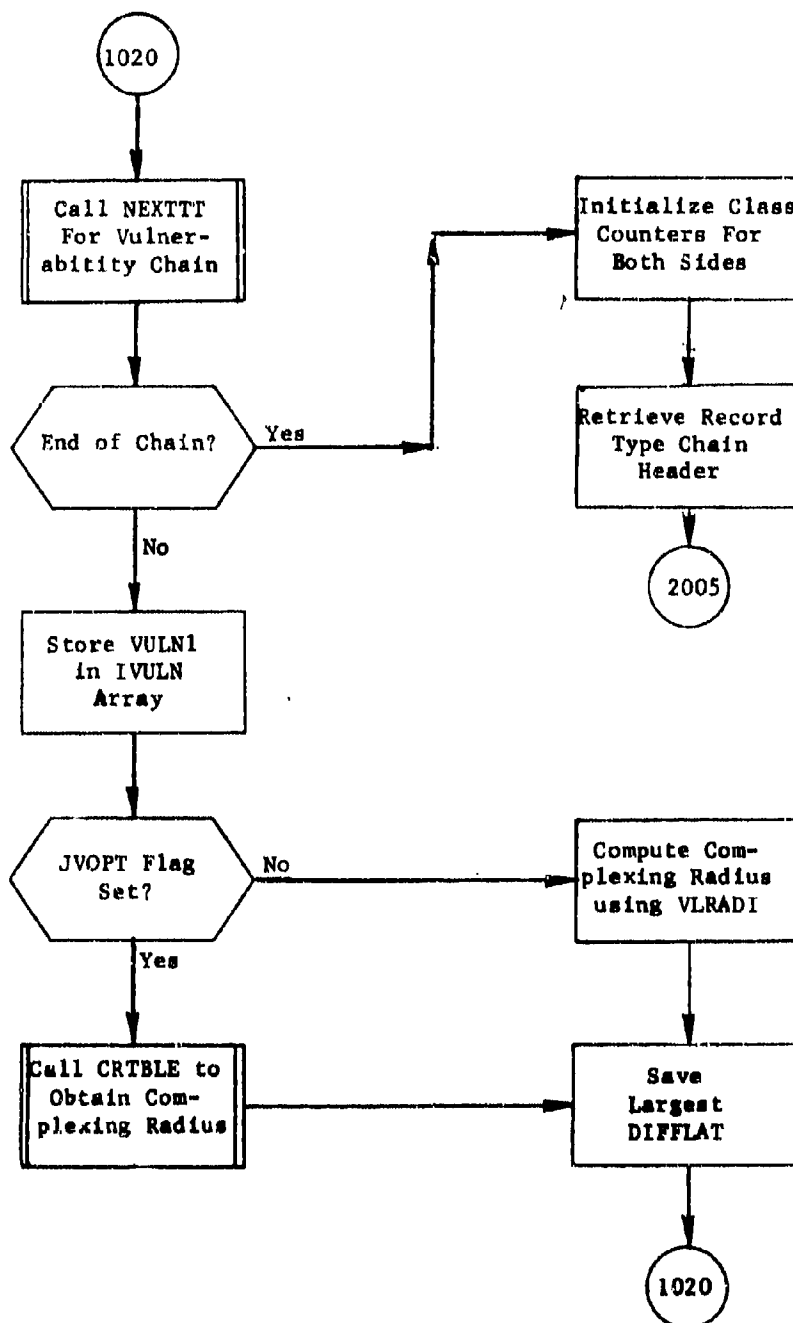 1020
Call NEXTTT
For Vulner-
abitity Chain
End of Chain?
Yes
No
Initialize Class
Counters For
Both Sides
Retrieve Record
Type Chain
Header
2005
Store VULN1
in IVULN
Array
JVOPT Flag
Set?
No
Yes
Compute Com-
plexing Radius
using VLRADI
Call CRTBLE to
Obtain Com-
plexing Radius
Save
Largest
DIFFLAT
1020